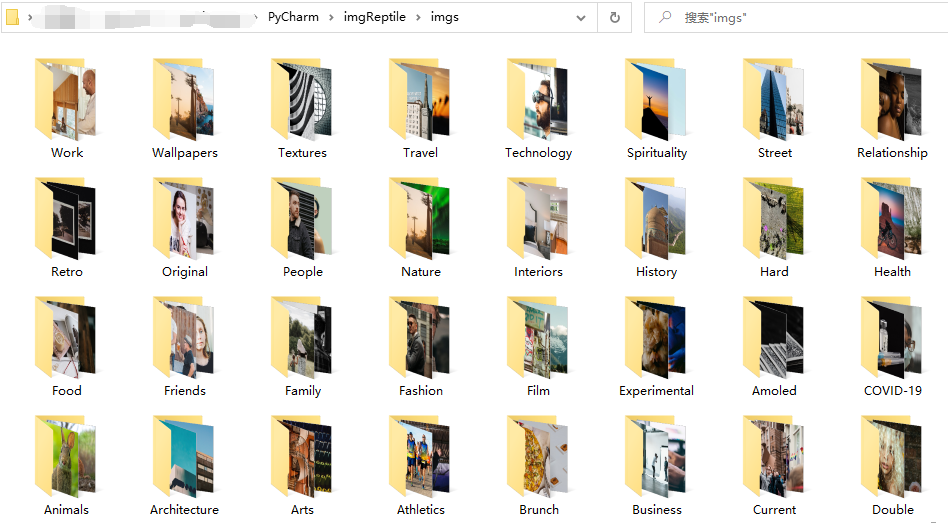 PyCharm › imgReptile › imgs 搜索"imgs"
Work Wallpapers Textures Travel Technology Spirituality Street Relationship
Retro Original People Nature Interiors History Hard Health
Food Friends Family Fashion Film Experimental Amoled COVID-19
Animals Architecture Arts Athletics Brunch Business Current Double